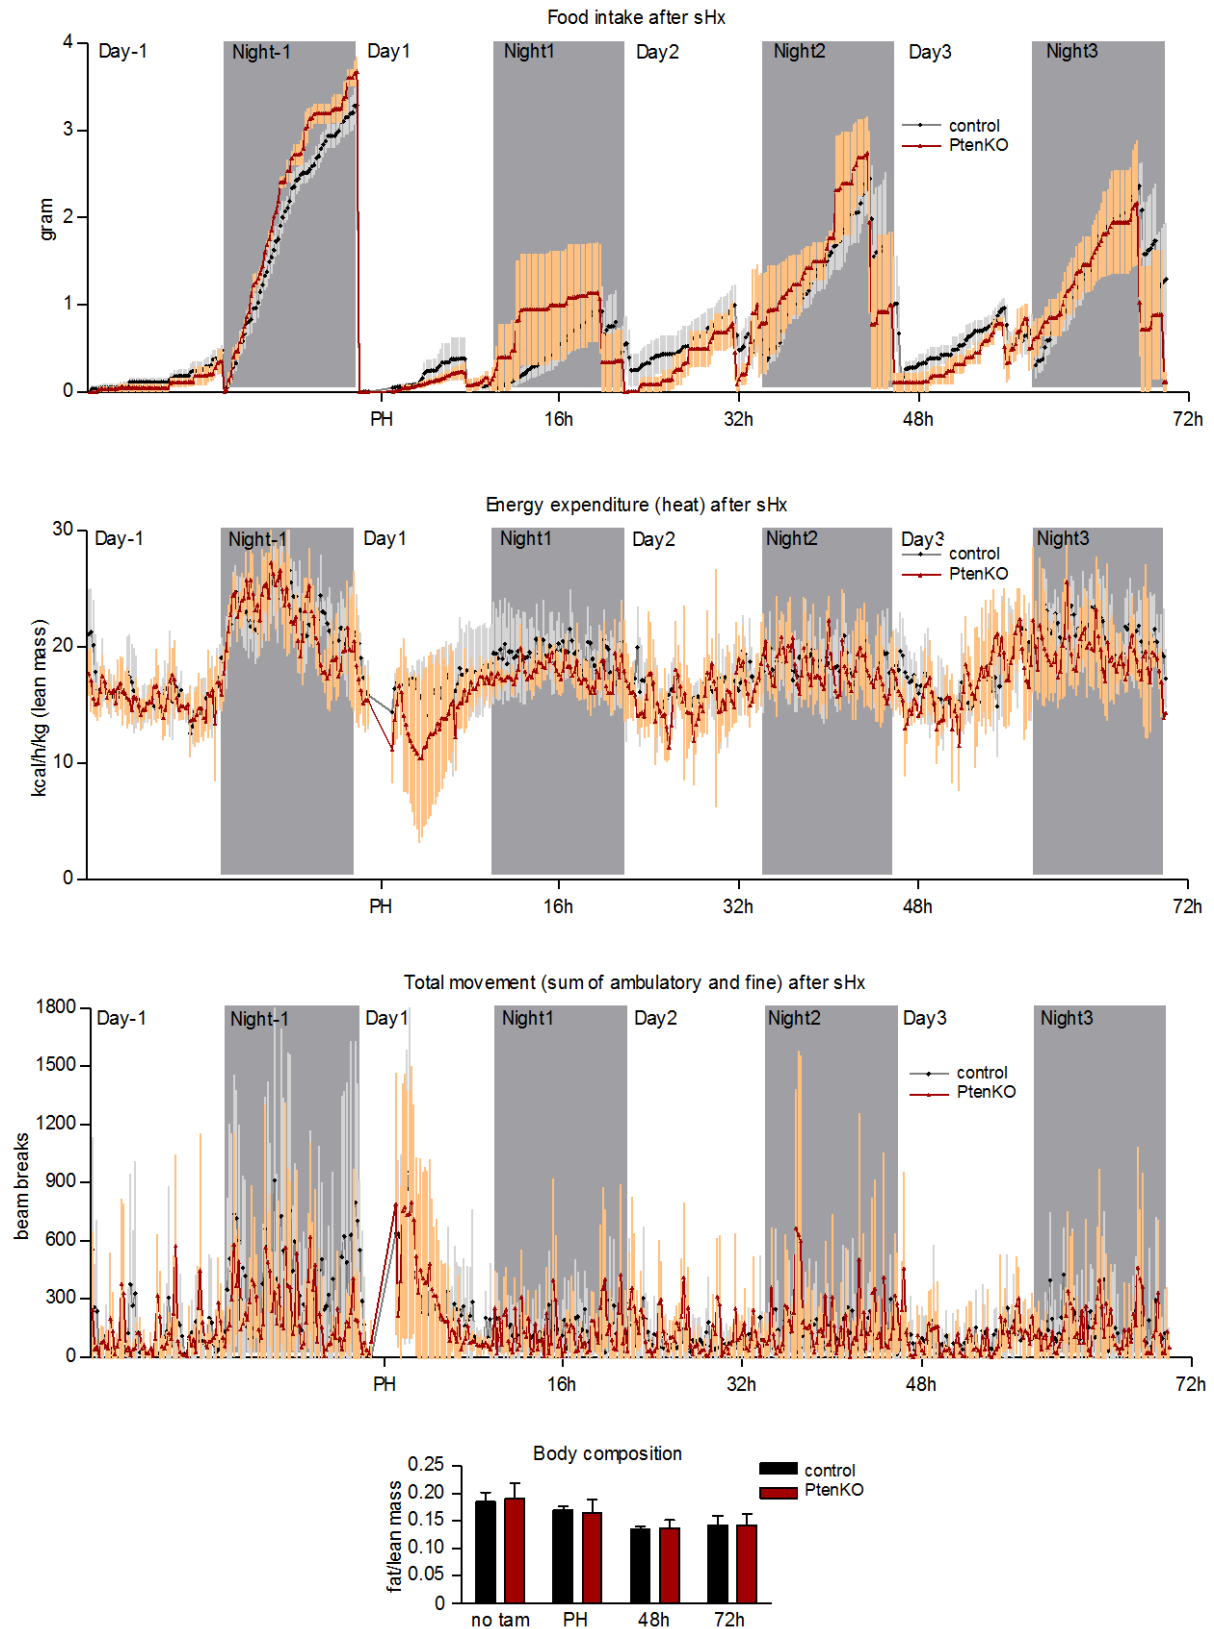 Food intake after sHx
4
Day-1
Night-1
Day1
Night1
Day2
Night2
Day3
Night3
3
control
PtenKO
gram
2
1
0
PH
16h
32h
48h
72h
Energy expenditure (heat) after sHx
30
Day-1
Night-1
Day1
Night1
Day2
Night2
Day3
Night3
control
PtenKO
kcal/h/kg (lean mass)
20
10
0
PH
16h
32h
48h
72h
Total movement (sum of ambulatory and fine) after sHx
1800
Day-1
Night-1
Day1
Night1
Day2
Night2
Day3
Night3
1500
control
PtenKO
1200
beam breaks
900
600
300
0
PH
16h
32h
48h
72h
Body composition
0.25
control
PtenKO
0.20
fat/lean mass
0.15
0.10
0.05
0
no tam
PH
48h
72h